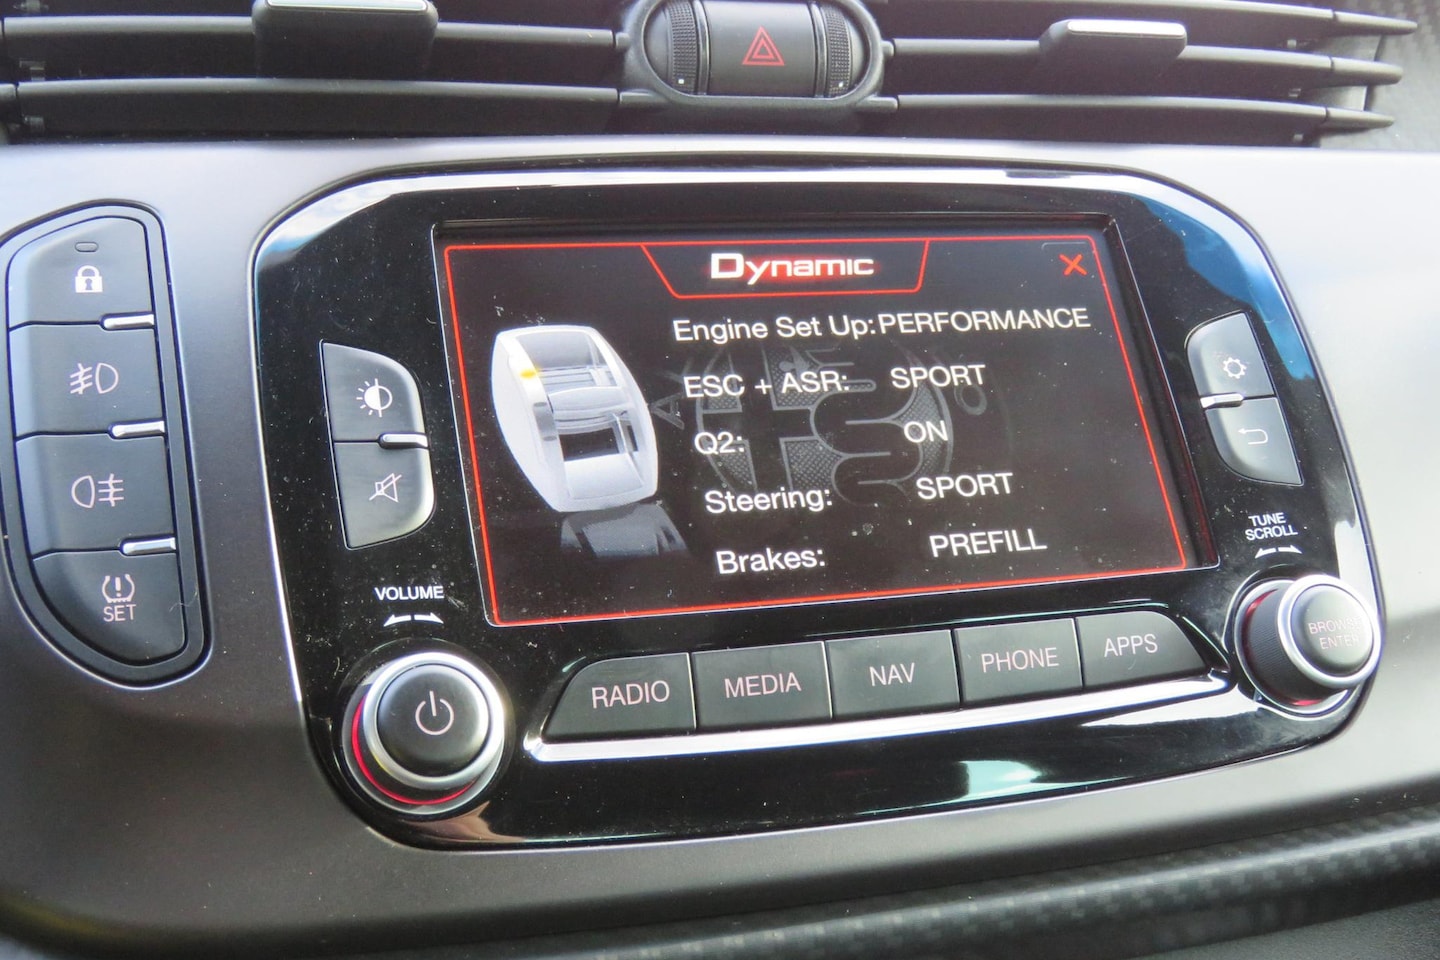 Dynamic
Engine Set Up: PERFORMANCE
ESC + ASR: SPORT
Q2: ON
Steering: SPORT
Brakes: PREFILL
SET
VOLUME
TUNE
SCROLL
BROWSE
ENTER
RADIO
MEDIA
NAV
PHONE
APPS